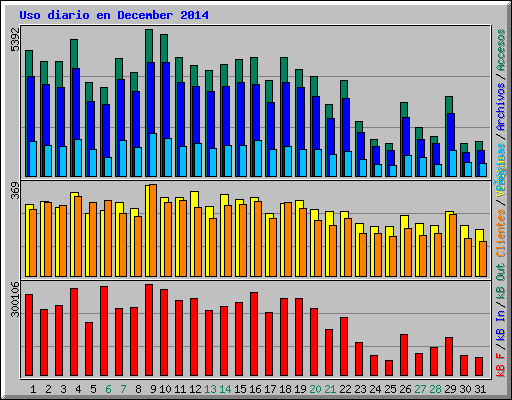 Uso diario en December 2014
5392
369
300106
kB F / kB In / kB Out Clientes / Páginas / Archivos / Accesos
1 2 3 4 5 6 7 8 9 10 11 12 13 14 15 16 17 18 19 20 21 22 23 24 25 26 27 28 29 30 31